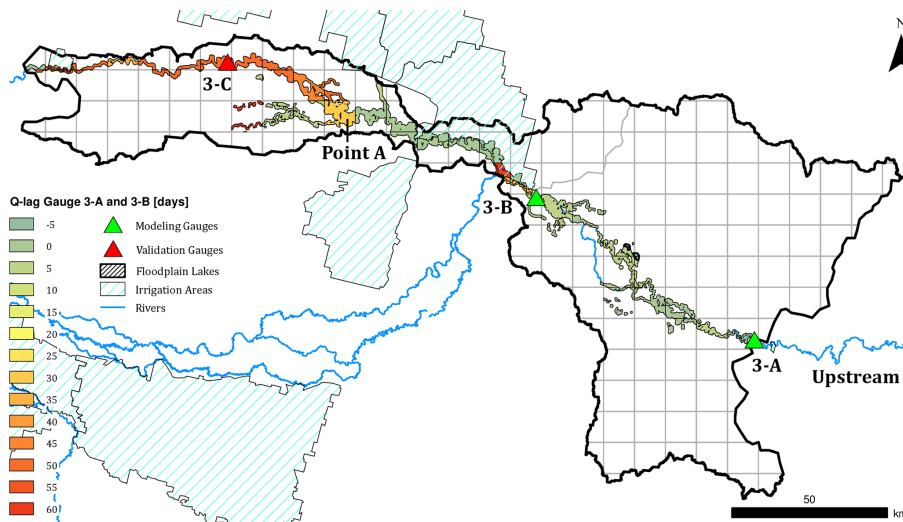 N
3-C
Point A
3-B
Q-lag Gauge 3-A and 3-B [days]
-5
0
5
10
15
20
25
30
35
40
45
50
55
60
Modeling Gauges
Validation Gauges
Floodplain Lakes
Irrigation Areas
Rivers
3-A
Upstream
50
km